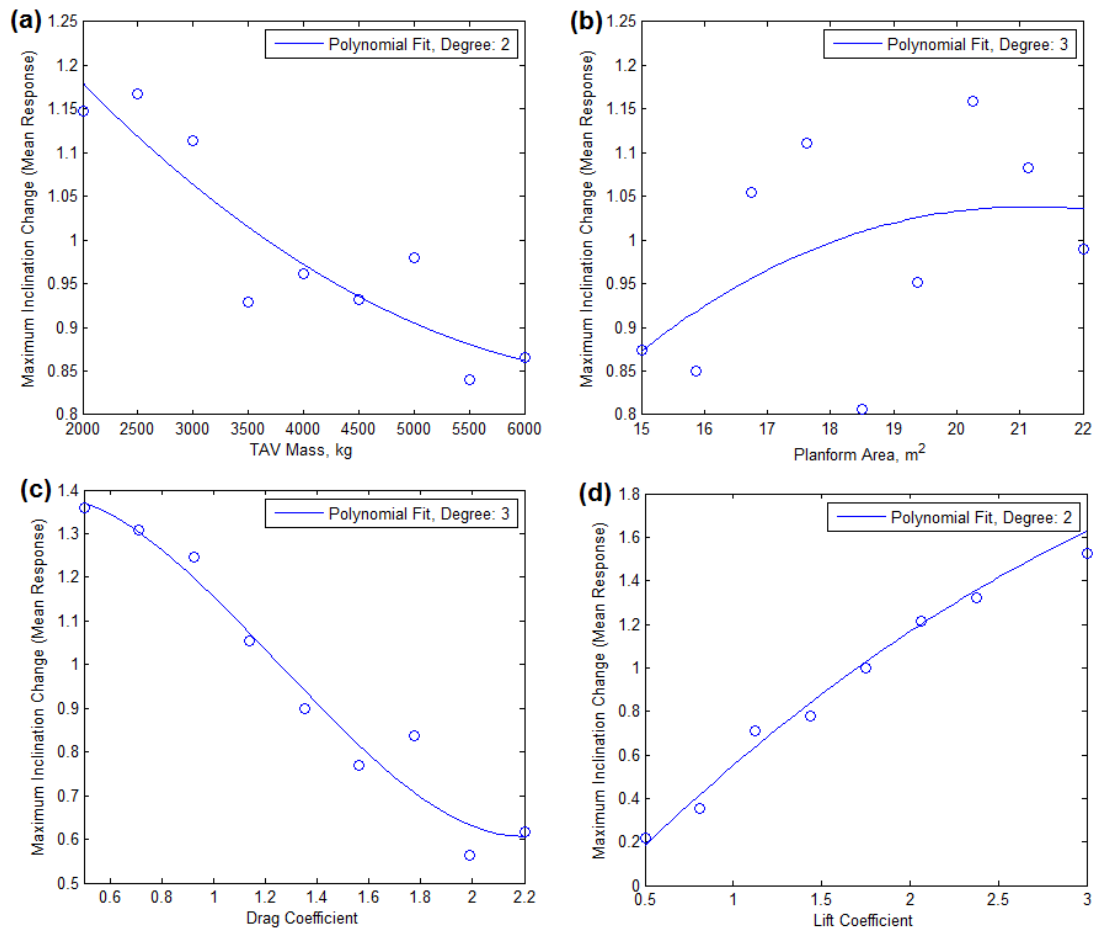 (a)
Polynomial Fit, Degree: 2
Maximum Inclination Change (Mean Response)
1.25
1.2
1.15
1.1
1.05
1
0.95
0.9
0.85
0.8
2000 2500 3000 3500 4000 4500 5000 5500 6000
TAV Mass, kg
(b)
Polynomial Fit, Degree: 3
Maximum Inclination Change (Mean Response)
1.25
1.2
1.15
1.1
1.05
1
0.95
0.9
0.85
0.8
15 16 17 18 19 20 21 22
Planform Area, m²
(c)
Polynomial Fit, Degree: 3
Maximum Inclination Change (Mean Response)
1.4
1.3
1.2
1.1
1
0.9
0.8
0.7
0.6
0.5
0.6 0.8 1 1.2 1.4 1.6 1.8 2 2.2
Drag Coefficient
(d)
Polynomial Fit, Degree: 2
Maximum Inclination Change (Mean Response)
1.8
1.6
1.4
1.2
1
0.8
0.6
0.4
0.2
0
0.5 1 1.5 2 2.5 3
Lift Coefficient